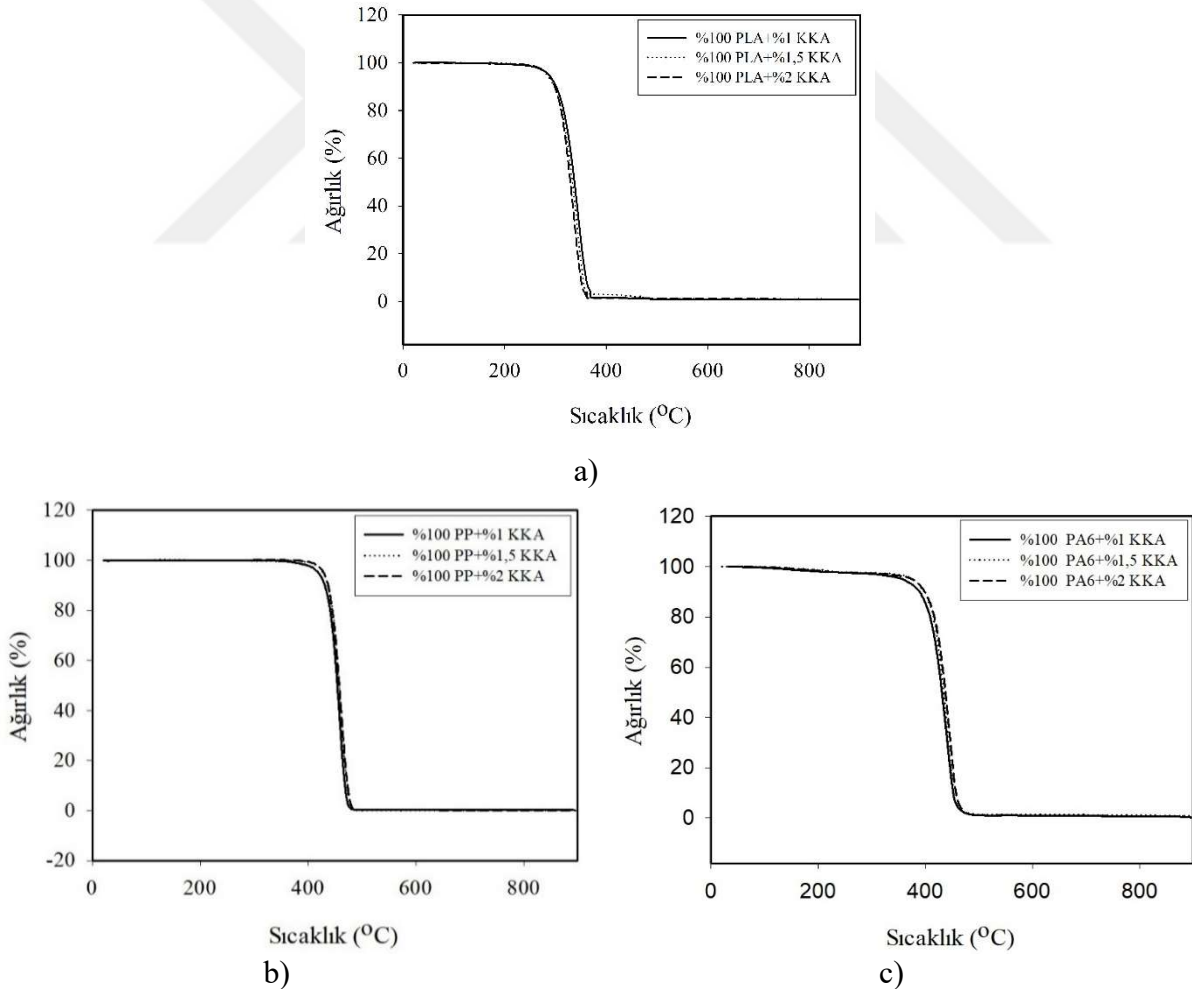 120
100
80
60
40
20
0
Ağırlık (%)
%100 PLA+%1 KKA
%100 PLA+%1,5 KKA
%100 PLA+%2 KKA
0 200 400 600 800
Sıcaklık (⁰C)
a)
120
100
80
60
40
20
0
-20
Ağırlık (%)
%100 PP+%1 KKA
%100 PP+%1,5 KKA
%100 PP+%2 KKA
0 200 400 600 800
Sıcaklık (⁰C)
b)
120
100
80
60
40
20
0
Ağırlık (%)
%100 PA6+%1 KKA
%100 PA6+%1,5 KKA
%100 PA6+%2 KKA
0 200 400 600 800
Sıcaklık (⁰C)
c)